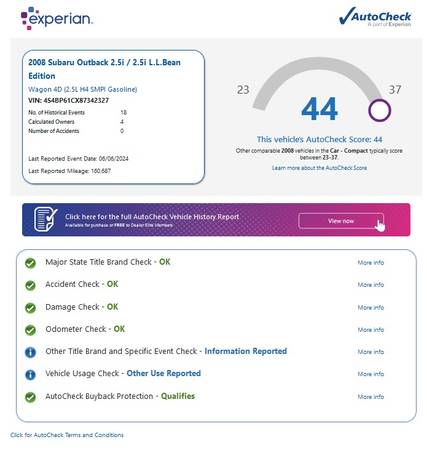 experian.
AutoCheck
A part of Experian
2008 Subaru Outback 2.5i / 2.5i L.L.Bean
Edition
Wagon 4D (2.5L H4 SMPI Gasoline)
VIN: 4S4BP61CX87342327
No. of Historical Events 18
Calculated Owners 4
Number of Accidents 0
Last Reported Event Date: 06/06/2024
Last Reported Mileage: 160,687
23
37
44
This vehicle's AutoCheck Score: 44
Other comparable 2008 vehicles in the Car - Compact typically score
between 23-37.
Learn more about the AutoCheck Score
Click here for the full AutoCheck Vehicle History Report
Available for purchase or FREE to Dealer Elite Members
View now
Major State Title Brand Check - OK More info
Accident Check - OK More info
Damage Check - OK More info
Odometer Check - OK More info
Other Title Brand and Specific Event Check - Information Reported More info
Vehicle Usage Check - Other Use Reported More info
AutoCheck Buyback Protection - Qualifies More info
Click for AutoCheck Terms and Conditions